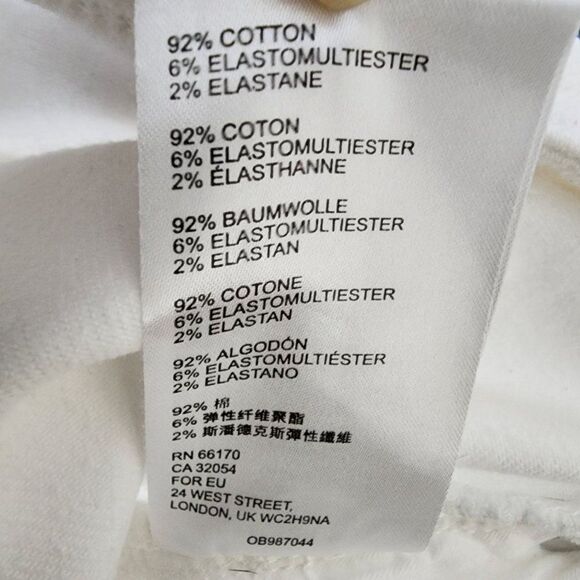 92% COTTON
6% ELASTOMULTIESTER
2% ELASTANE
92% COTON
6% ELASTOMULTIESTER
2% ÉLASTHANNE
92% BAUMWOLLE
6% ELASTOMULTIESTER
2% ELASTAN
92% COTONE
6% ELASTOMULTIESTER
2% ELASTAN
92% ALGODÓN
6% ELASTOMULTIÉSTER
2% ELASTANO
92% 棉
6% 弹性纤维聚酯
2% 斯潘德克斯彈性纖維
RN 66170
CA 32054
FOR EU
24 WEST STREET,
LONDON, UK WC2H9NA
OB987044